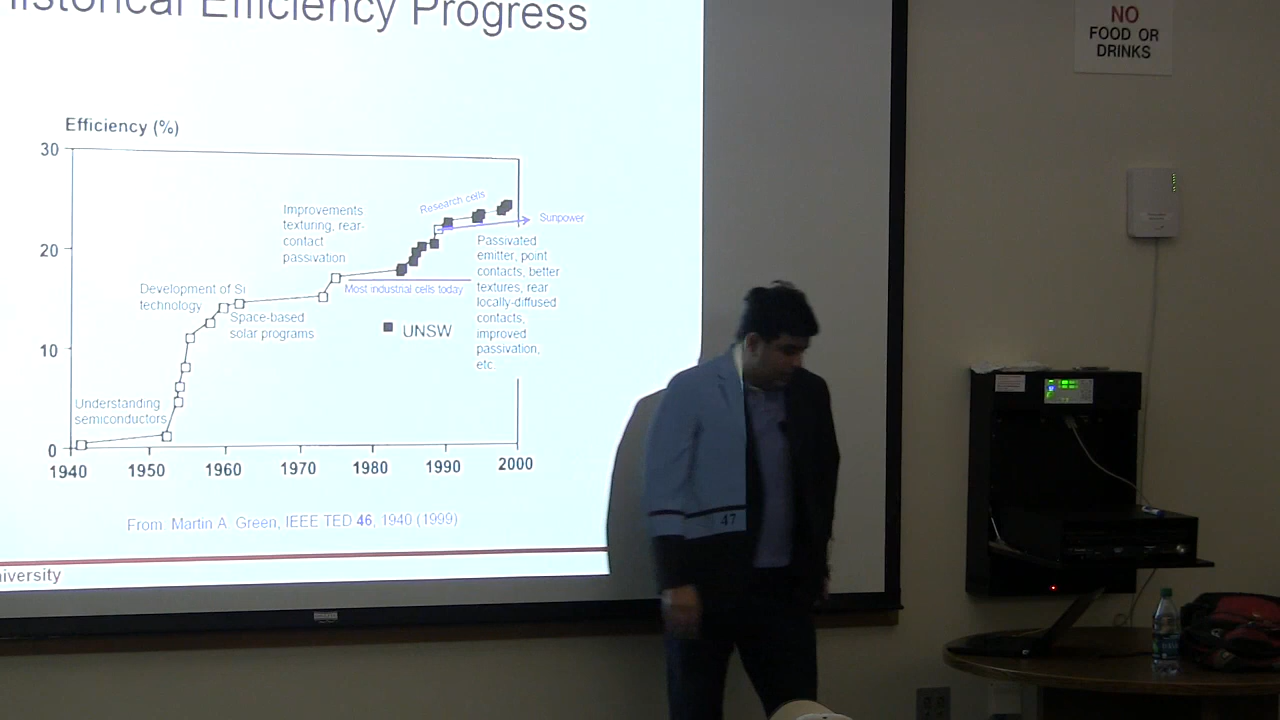 Historical Efficiency Progress
NO
FOOD OR
DRINKS
Efficiency (%)
30
20
10
0
1940
1950
1960
1970
1980
1990
2000
Understanding
semiconductors
Development of Si
technology
Space-based
solar programs
Improvements
texturing, rear-
contact
passivation
Research cells
Sunpower
Most industrial cells today
UNSW
Passivated
emitter, point
contacts, better
textures, rear
locally-diffused
contacts,
improved
passivation,
etc.
From: Martin A. Green, IEEE TED 46, 1940 (1999)
iversity
47